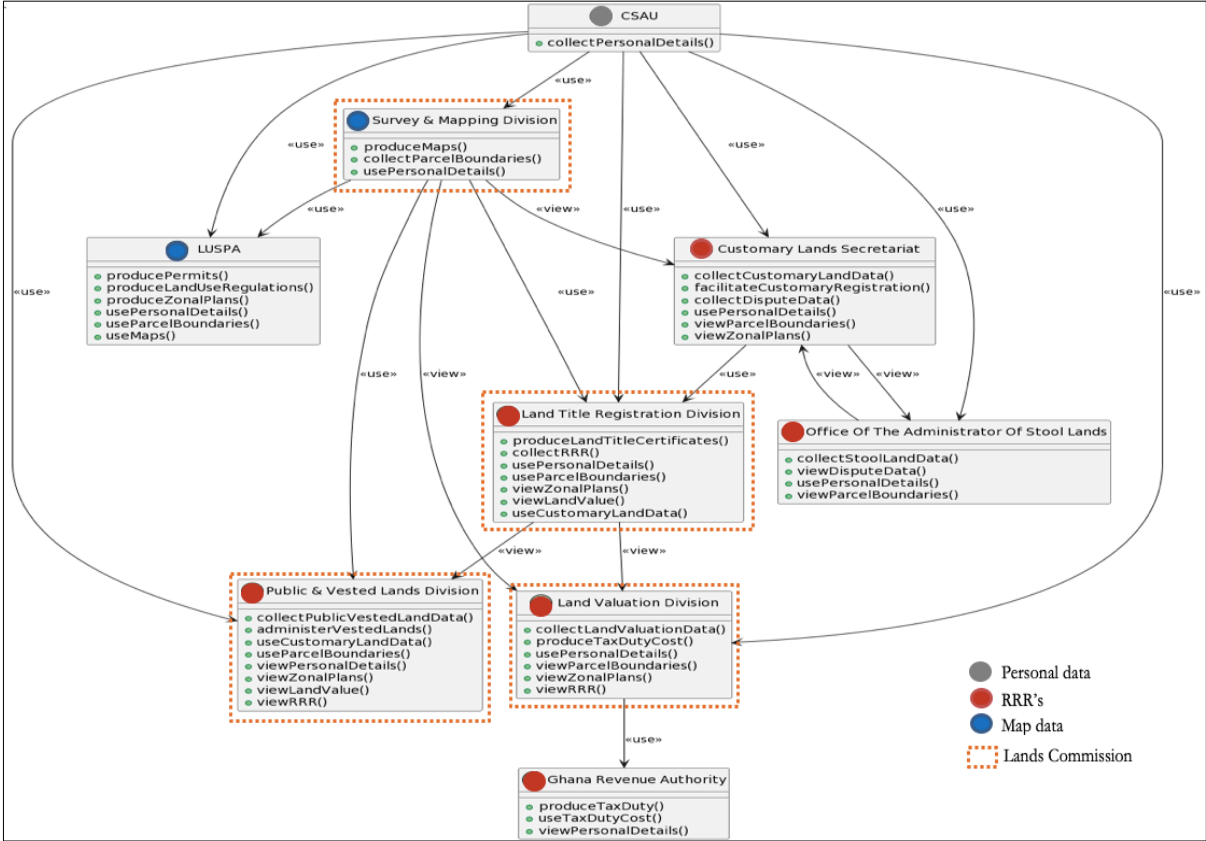 CSAU
collectPersonalDetails()
«use»
Survey & Mapping Division
produceMaps()
collectParcelBoundaries()
usePersonalDetails()
«use»
«use»
«use»
«view»
«use»
LUSPA
producePermits()
produceLandUseRegulations()
produceZonalPlans()
usePersonalDetails()
useParcelBoundaries()
useMaps()
Customary Lands Secretariat
collectCustomaryLandData()
facilitateCustomaryRegistration()
collectDisputeData()
usePersonalDetails()
viewParcelBoundaries()
viewZonalPlans()
«use»
«use»
«use»
«use»
«use»
«view»
«use»
«view»
«view»
Land Title Registration Division
produceLandTitleCertificates()
collectRRR()
usePersonalDetails()
useParcelBoundaries()
viewZonalPlans()
viewLandValue()
useCustomaryLandData()
Office Of The Administrator Of Stool Lands
collectStoolLandData()
viewDisputeData()
usePersonalDetails()
viewParcelBoundaries()
«view»
«view»
Public & Vested Lands Division
collectPublicVestedLandData()
administerVestedLands()
useCustomaryLandData()
useParcelBoundaries()
viewPersonalDetails()
viewZonalPlans()
viewLandValue()
viewRRR()
Land Valuation Division
collectLandValuationData()
produceTaxDutyCost()
usePersonalDetails()
viewParcelBoundaries()
viewZonalPlans()
viewRRR()
«use»
Ghana Revenue Authority
produceTaxDuty()
useTaxDutyCost()
viewPersonalDetails()
Personal data
RRR's
Map data
Lands Commission